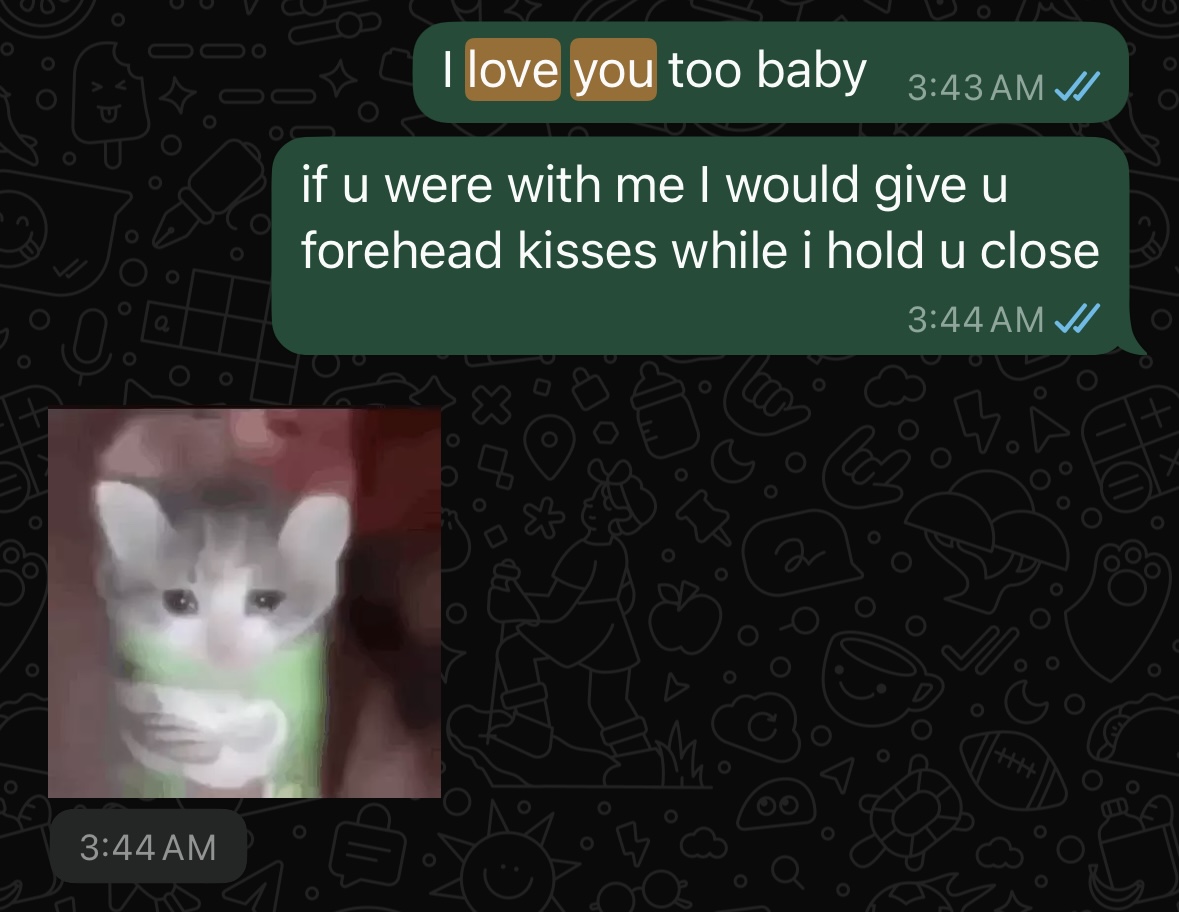 I love you too baby
3:43 AM
if u were with me I would give u
forehead kisses while i hold u close
3:44 AM
3:44 AM